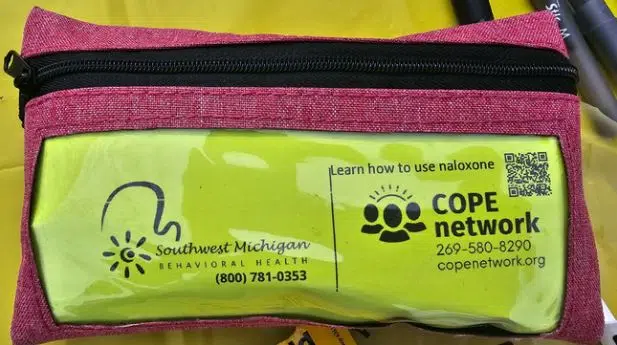 Southwest Michigan
BEHAVIORAL HEALTH
(800) 781-0353
Learn how to use naloxone
COPE
network
269-580-8290
copenetwork.org